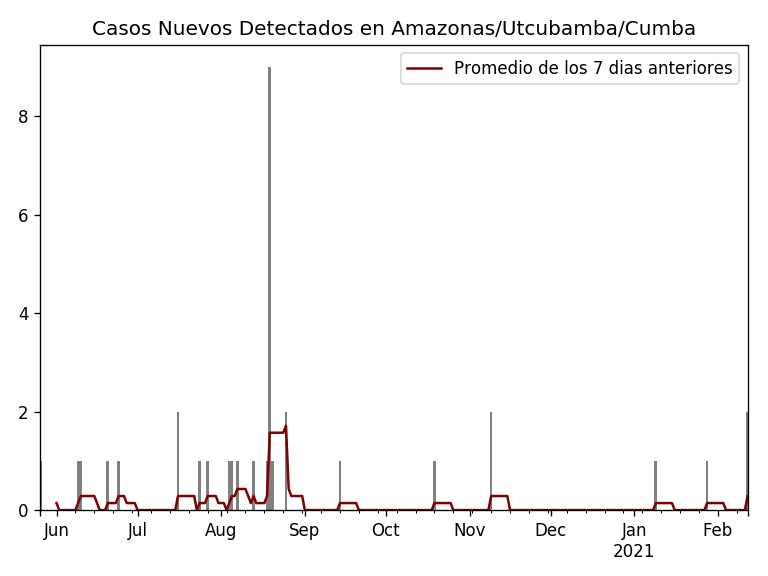 Casos Nuevos Detectados en Amazonas/Utcubamba/Cumba
Promedio de los 7 dias anteriores
8
6
4
2
0
Jun Jul Aug Sep Oct Nov Dec Jan Feb
2021